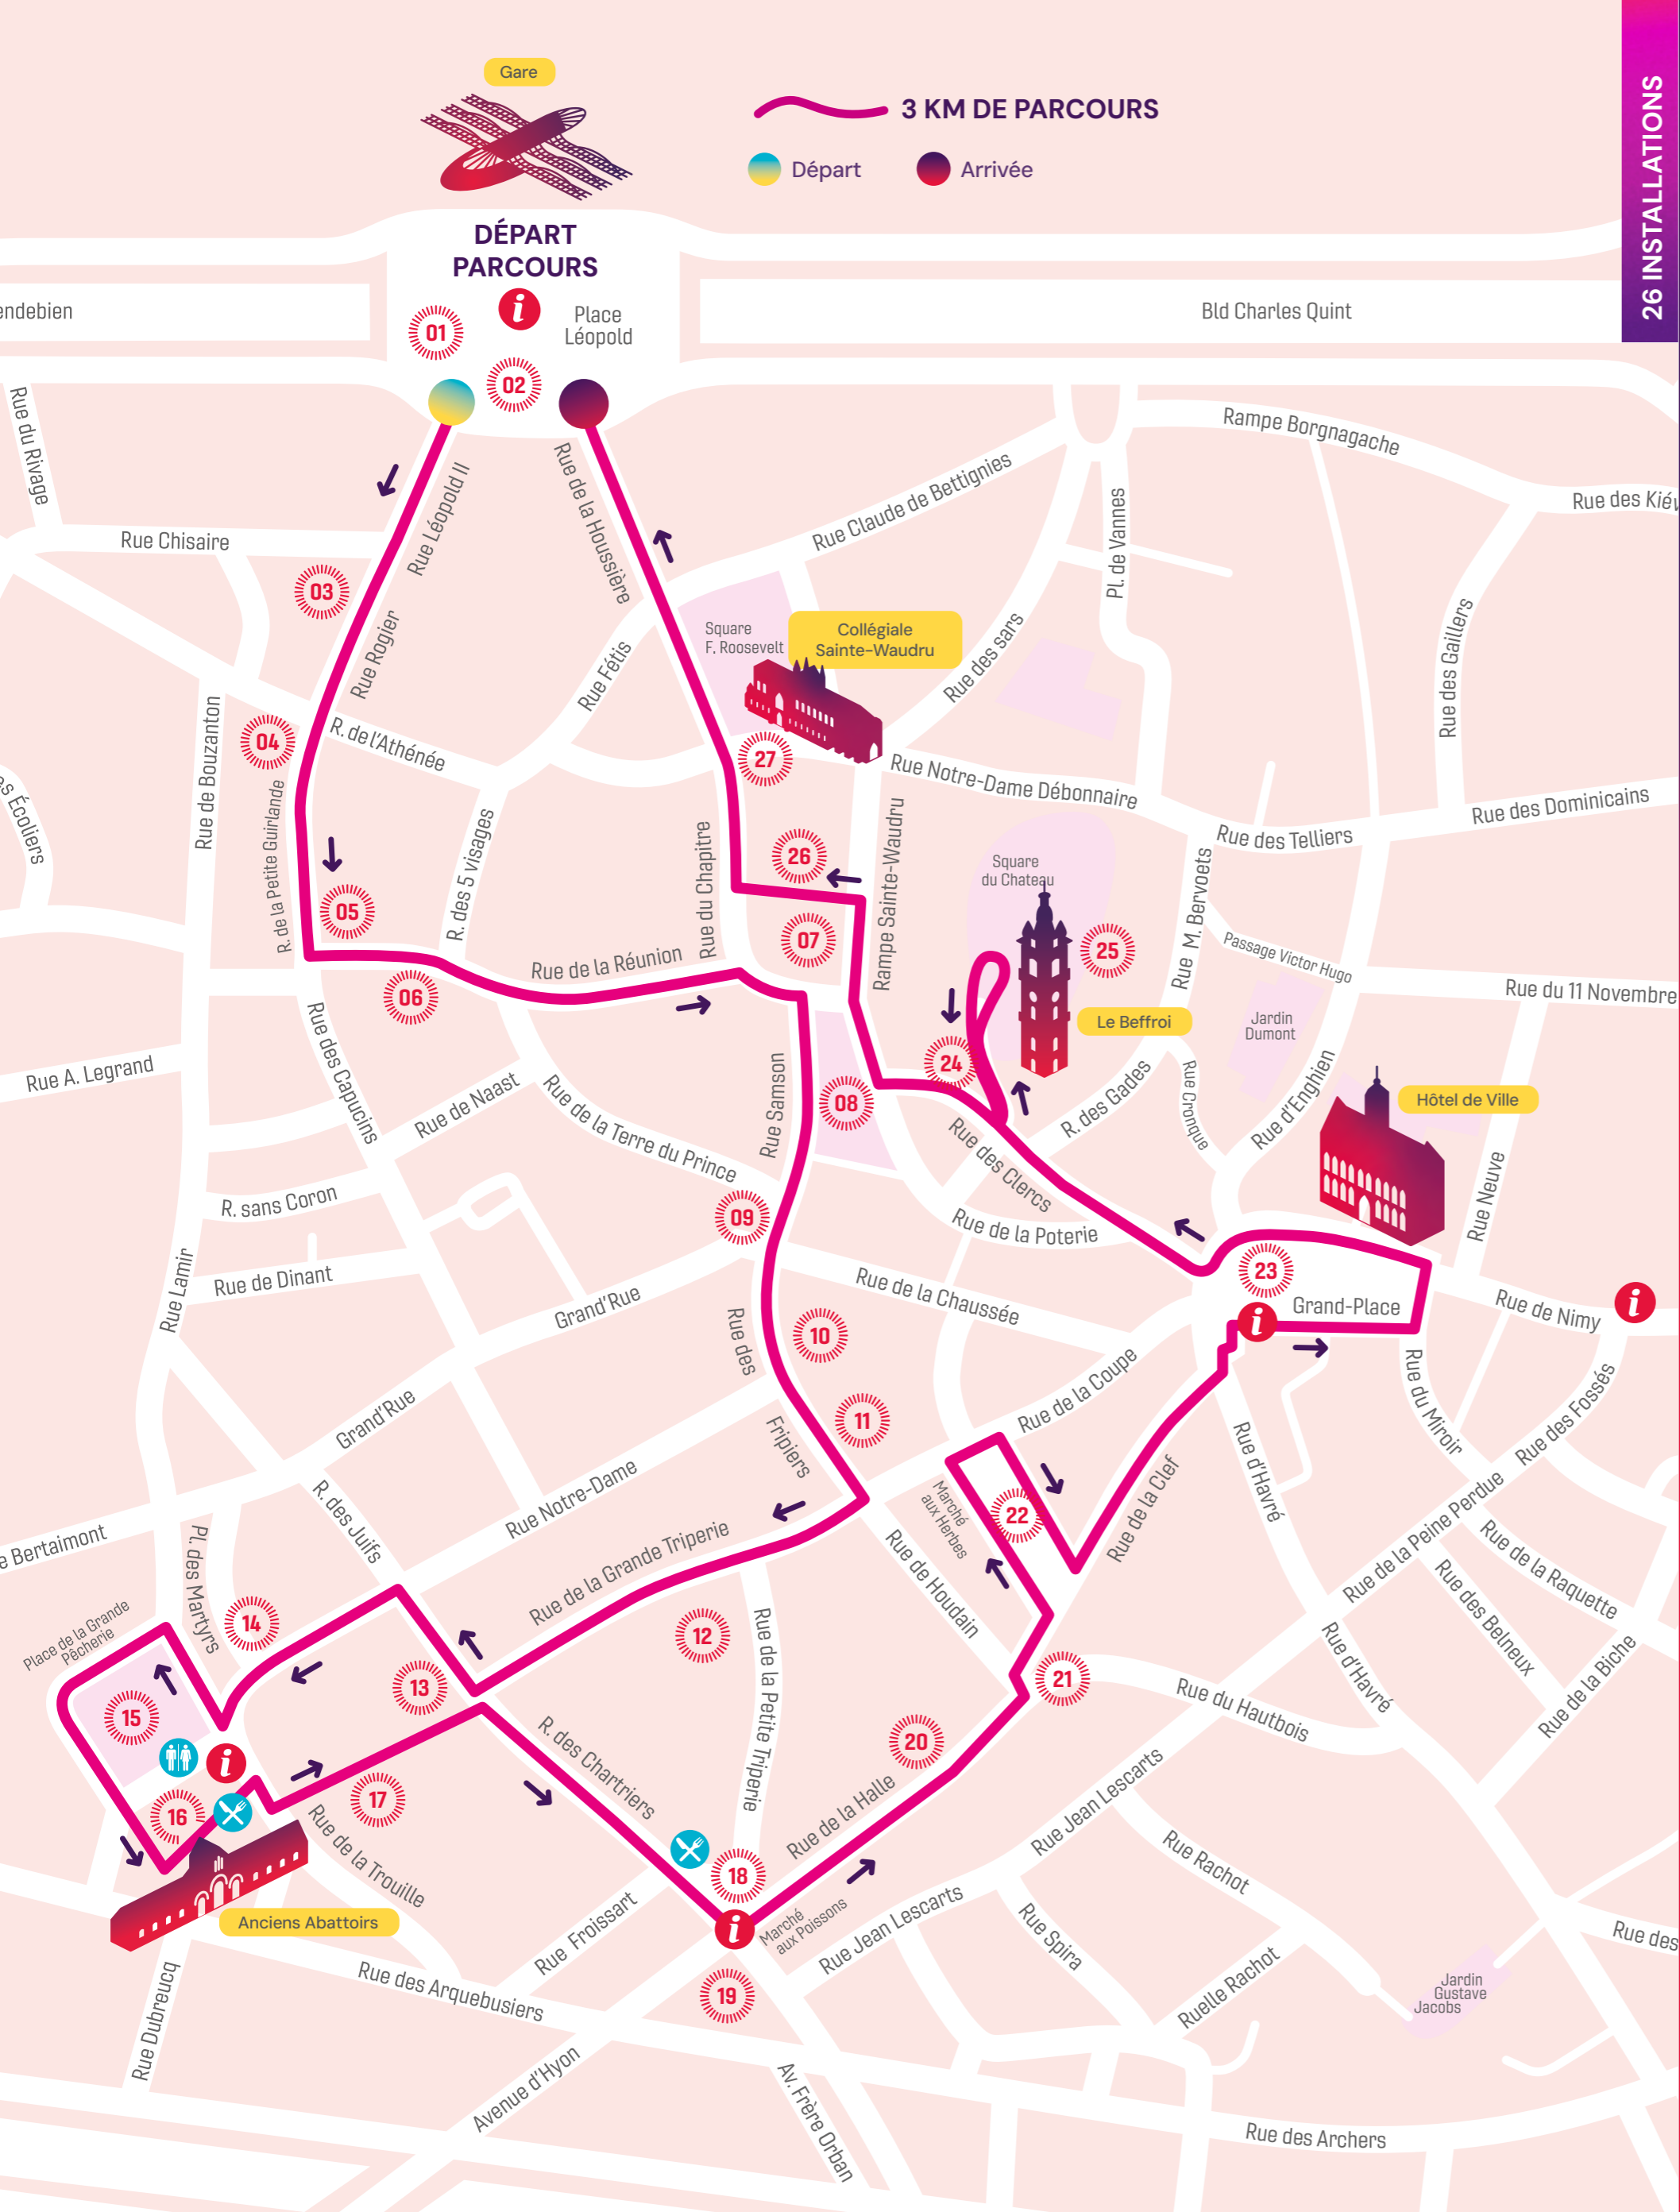 Gare
3 KM DE PARCOURS
Départ
Arrivée
26 INSTALLATIONS
DÉPART
PARCOURS
i
Place
Léopold
01
02
endebien
Bld Charles Quint
Rue du Rivage
Rue Chisaire
Rue Léopold II
Rue de la Houssière
Rue Claude de Bettignies
Rampe Borgnagache
Rue des Kiév
Pl. de Vannes
03
Rue Rogier
Rue Fétis
Square
F. Roosevelt
Collégiale
Sainte-Waudru
Rue des sars
Rue des Gaillers
04
R. de l'Athénée
Rue de Bouzanton
27
Rue Notre-Dame Débonnaire
Rue des Dominicains
Rue des Telliers
es Écoliers
R. de la Petite Guirlande
R. des 5 visages
Rue du Chapitre
26
Rampe Sainte-Waudru
Square
du Chateau
Rue M. Bervoets
05
07
25
Passage Victor Hugo
Rue du 11 Novembre
06
Rue de la Réunion
Le Beffroi
Jardin
Dumont
Rue A. Legrand
Rue des Capucins
Rue de Naast
Rue de la Terre du Prince
Rue Samson
08
24
R. des Gades
Rue Cronque
Rue d'Enghien
Hôtel de Ville
Rue des Clercs
R. sans Coron
09
Rue de la Poterie
Rue Neuve
Rue Lamir
Rue de Dinant
Grand'Rue
Rue de la Chaussée
23
Grand-Place
i
Rue de Nimy
i
Rue des
Fripiers
10
11
Rue de la Coupe
Rue du Miroir
Rue des Fossés
Grand'Rue
Rue Notre-Dame
R. des Juifs
Marché
aux Herbes
22
Rue de la Clef
Rue d'Havré
e Bertaimont
Pl. des Martyrs
Rue de la Grande Triperie
Rue de Houdain
Rue de la Peine Perdue
Rue de la Raquette
Rue des Belneux
Place de la Grande
Pêcherie
14
12
13
15
Rue de la Petite Triperie
21
Rue du Hautbois
Rue d'Havré
Rue de la Biche
i
16
17
R. des Chartriers
20
Rue de la Halle
Rue Jean Lescarts
Rue de la Trouille
18
Rue Rachot
Anciens Abattoirs
Rue Froissart
i
Marché
aux Poissons
Rue Jean Lescarts
Rue Spira
Rue des
19
Rue des Arquebusiers
Ruelle Rachot
Jardin
Gustave
Jacobs
Rue Dubreucq
Avenue d'Hyon
Av. Frère Orban
Rue des Archers